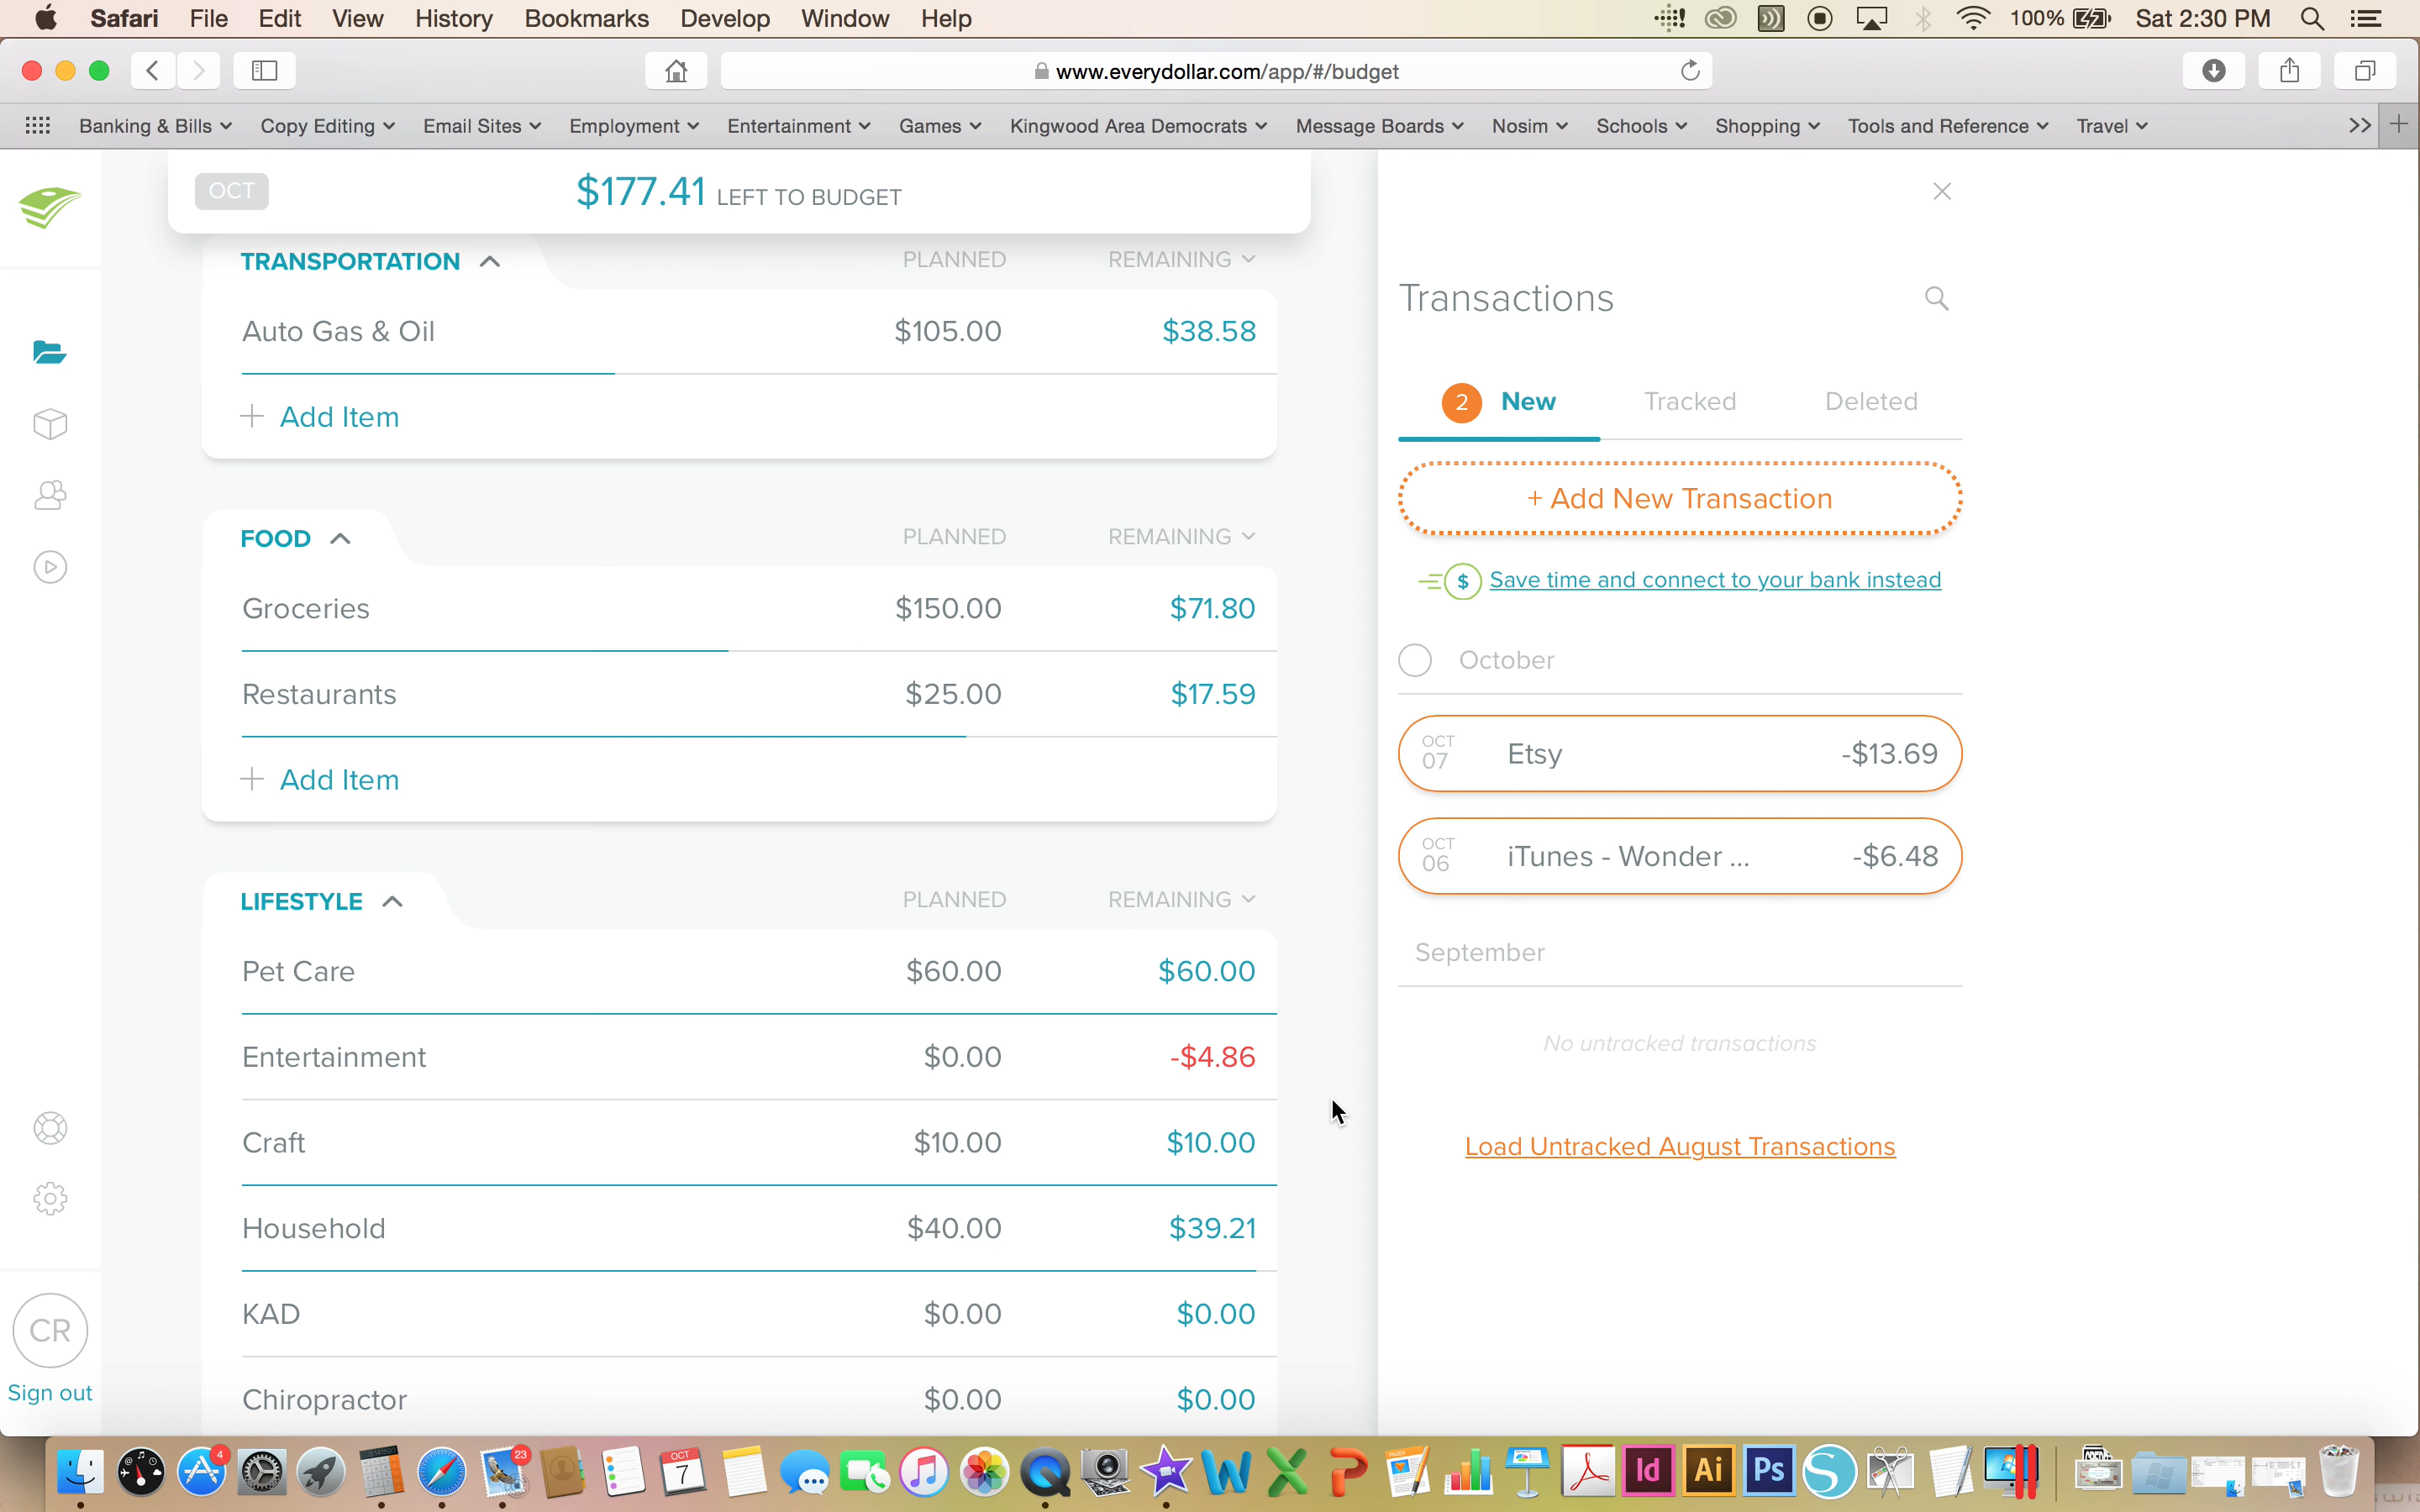 Safari File Edit View History Bookmarks Develop Window Help 100% Sat 2:30 PM
www.everydollar.com/app/#/budget
Banking & Bills Copy Editing Email Sites Employment Entertainment Games Kingwood Area Democrats Message Boards Nosim Schools Shopping Tools and Reference Travel
OCT $177.41 LEFT TO BUDGET
TRANSPORTATION PLANNED REMAINING
Auto Gas & Oil $105.00 $38.58
+ Add Item
FOOD PLANNED REMAINING
Groceries $150.00 $71.80
Restaurants $25.00 $17.59
+ Add Item
LIFESTYLE PLANNED REMAINING
Pet Care $60.00 $60.00
Entertainment $0.00 -$4.86
Craft $10.00 $10.00
Household $40.00 $39.21
KAD $0.00 $0.00
Chiropractor $0.00 $0.00
CR
Sign out
Transactions
2 New Tracked Deleted
+ Add New Transaction
$ Save time and connect to your bank instead
October
OCT 07 Etsy -$13.69
OCT 06 iTunes - Wonder ... -$6.48
September
No untracked transactions
Load Untracked August Transactions
4 23 OCT 7 Id Ai Ps